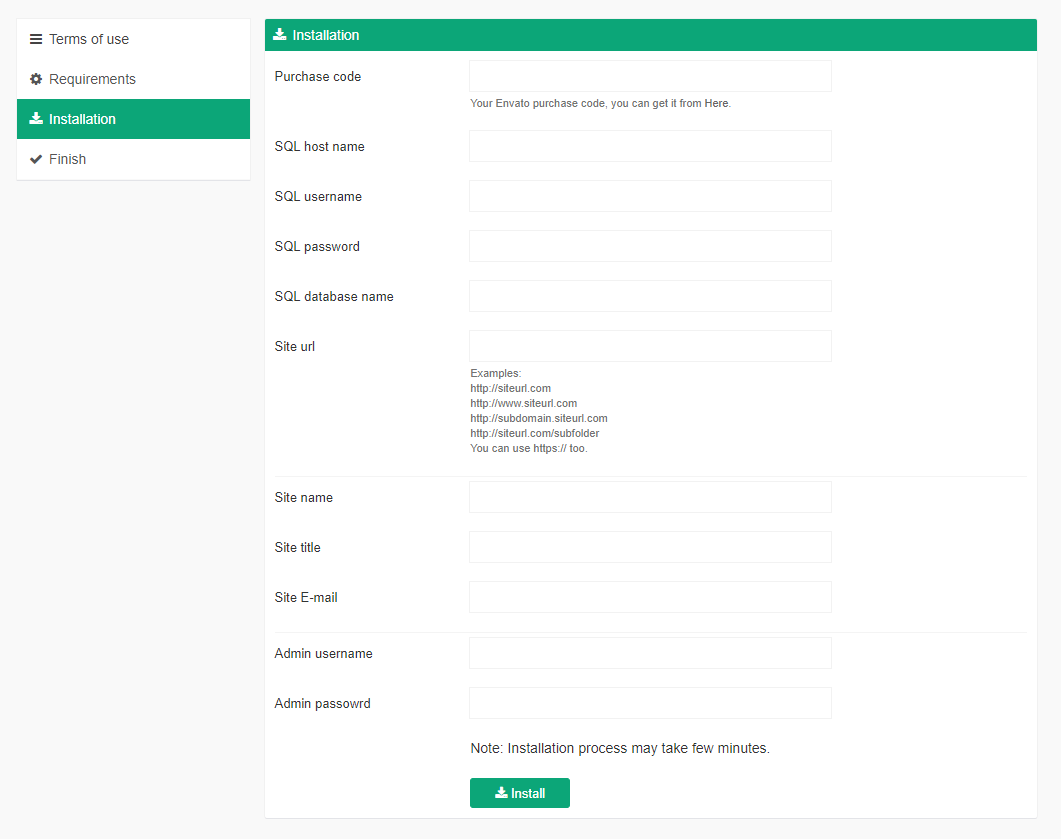 Terms of use
Requirements
Installation
Finish
Installation
Purchase code
Your Envato purchase code, you can get it from Here.
SQL host name
SQL username
SQL password
SQL database name
Site url
Examples:
http://siteurl.com
http://www.siteurl.com
http://subdomain.siteurl.com
http://siteurl.com/subfolder
You can use https:// too.
Site name
Site title
Site E-mail
Admin username
Admin passowrd
Note: Installation process may take few minutes.
Install